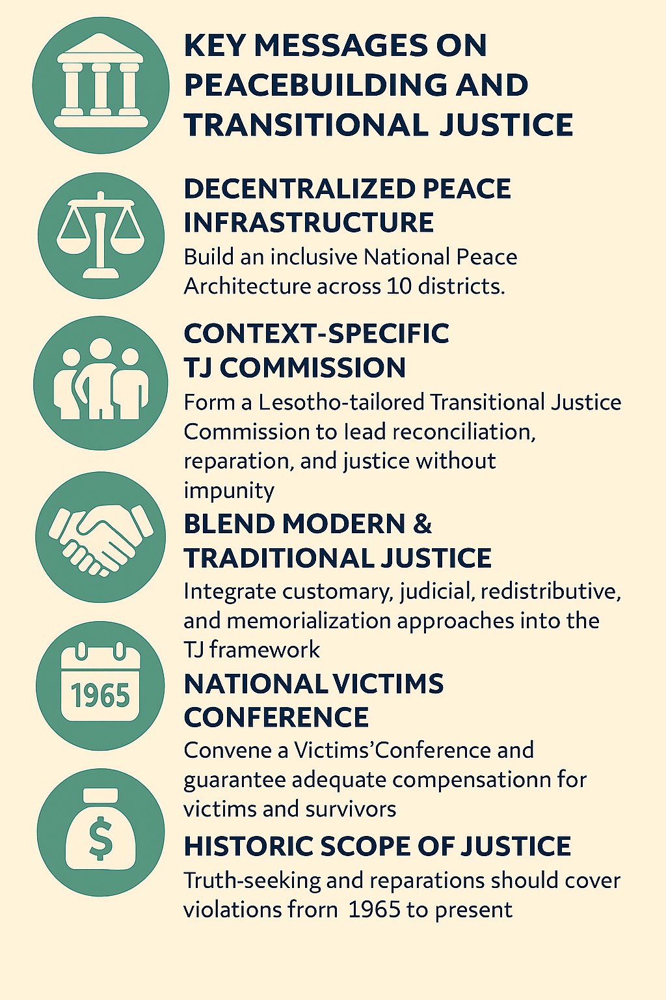 KEY MESSAGES ON
PEACEBUILDING AND
TRANSITIONAL JUSTICE
DECENTRALIZED PEACE
INFRASTRUCTURE
Build an inclusive National Peace
Architecture across 10 districts.
CONTEXT-SPECIFIC
TJ COMMISSION
Form a Lesotho-tailored Transitional Justice
Commission to lead reconciliation,
reparation, and justice without
impunity
BLEND MODERN &
TRADITIONAL JUSTICE
Integrate customary, judicial, redistributive,
and memorialization approaches into the
TJ framework
1965
NATIONAL VICTIMS
CONFERENCE
Convene a Victims’Conference and
guarantee adequate compensationn for
victims and survivors
$
HISTORIC SCOPE OF JUSTICE
Truth-seeking and reparations should cover
violations frorn 1965 to present